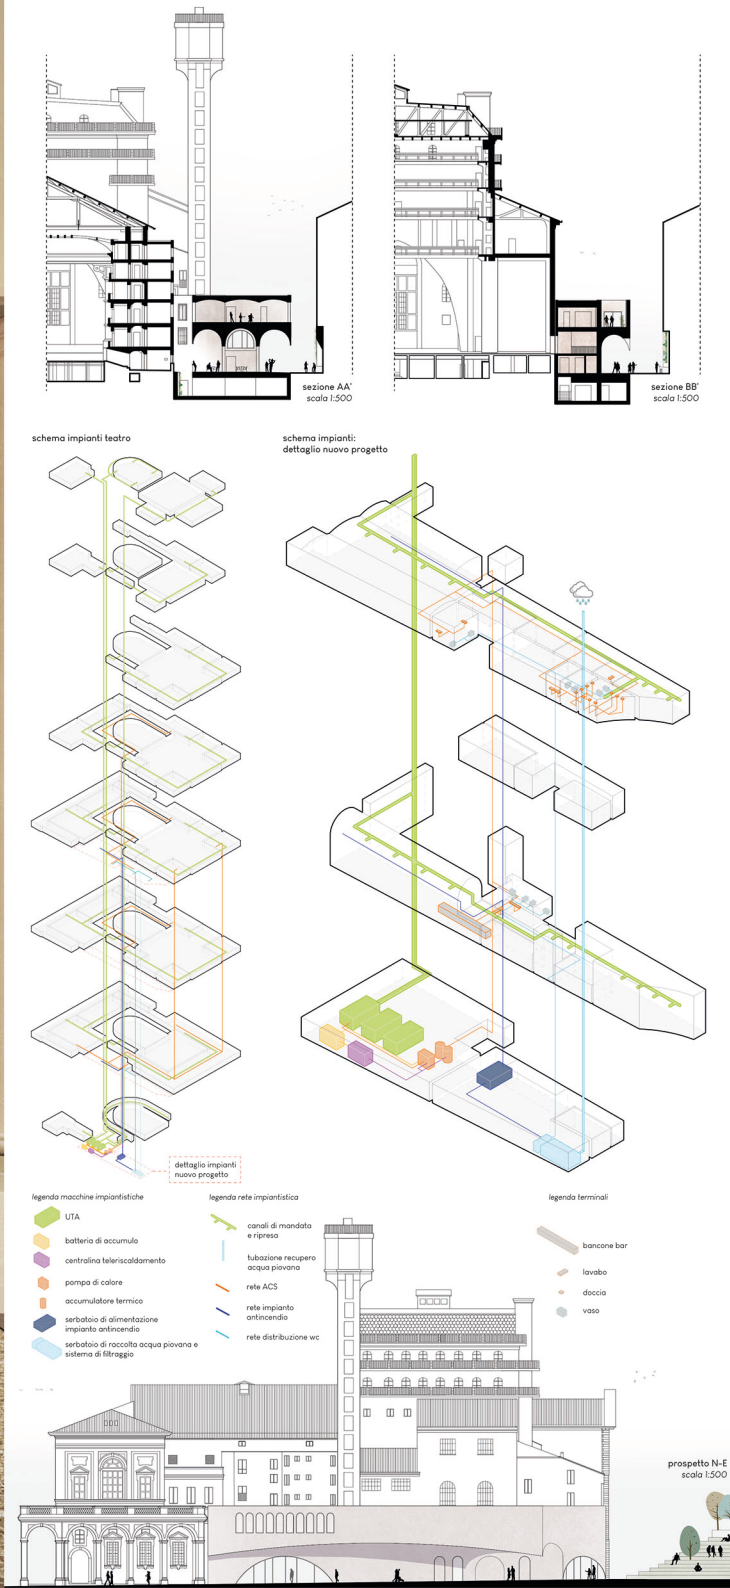 sezione AA'
scala 1:500
sezione BB'
scala 1:500
schema impianti teatro
schema impianti:
dettaglio nuovo progetto
dettaglio impianti
nuovo progetto
legenda macchine impiantistiche
UTA
batteria di accumulo
centralina teleriscaldamento
pompa di calore
accumulatore termico
serbatoio di alimentazione
impianto antincendio
serbatoio di raccolta acqua piovana e
sistema di filtraggio
legenda rete impiantistica
canali di mandata
e ripresa
tubazione recupero
acqua piovana
rete ACS
rete impianto
antincendio
rete distribuzione wc
legenda terminali
bancone bar
lavabo
doccia
vaso
prospetto N-E
scala 1:500